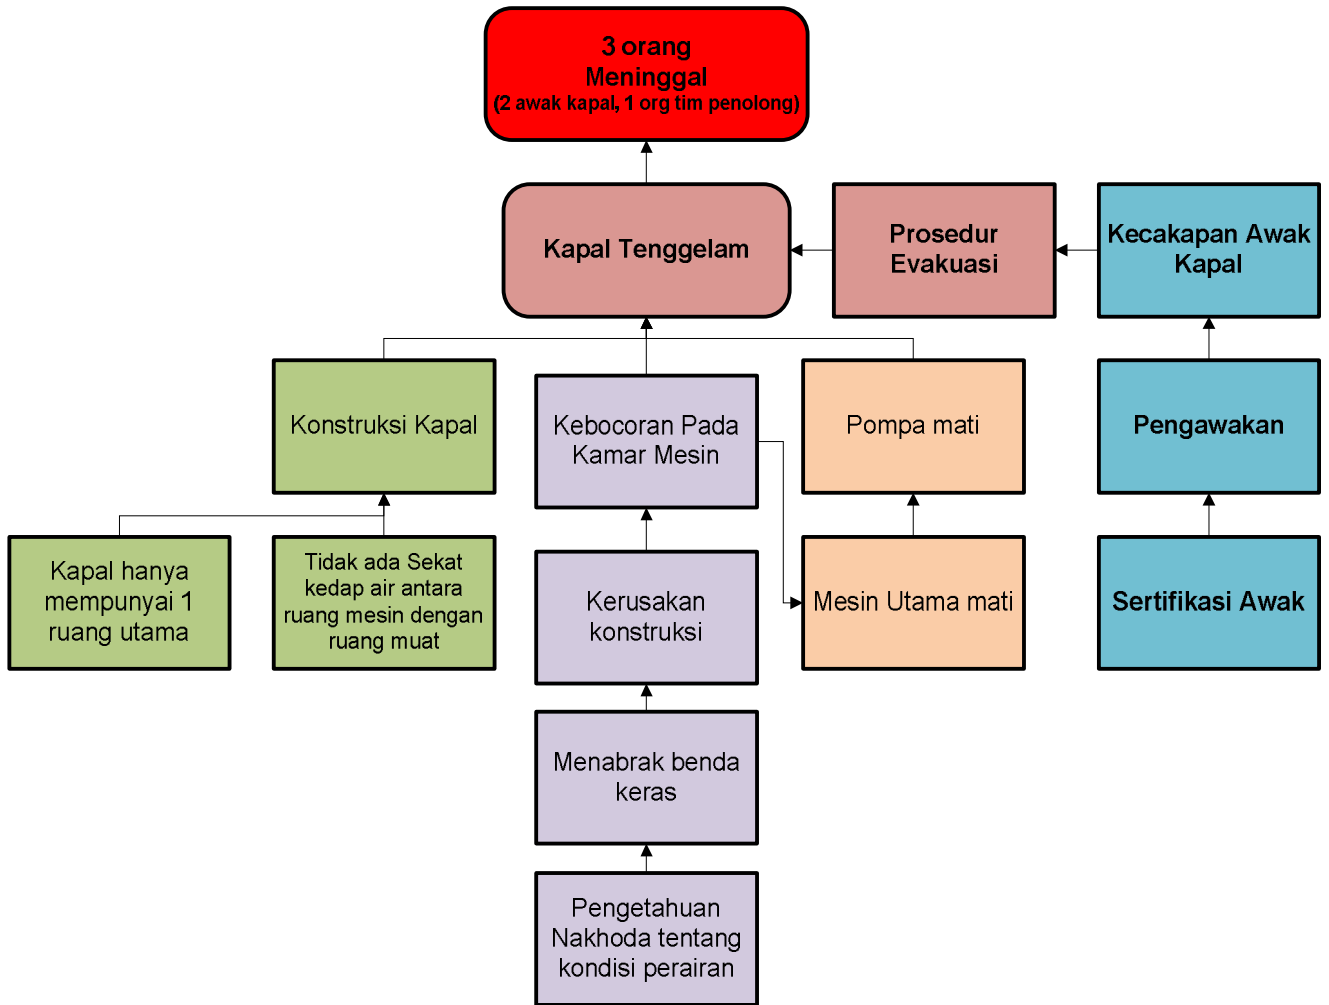 3 orang
Meninggal
(2 awak kapal, 1 org tim penolong)
Kapal Tenggelam
Prosedur
Evakuasi
Kecakapan Awak
Kapal
Konstruksi Kapal
Kebocoran Pada
Kamar Mesin
Pompa mati
Pengawakan
Kapal hanya
mempunyai 1
ruang utama
Tidak ada Sekat
kedap air antara
ruang mesin dengan
ruang muat
Kerusakan
konstruksi
Mesin Utama mati
Sertifikasi Awak
Menabrak benda
keras
Pengetahuan
Nakhoda tentang
kondisi perairan